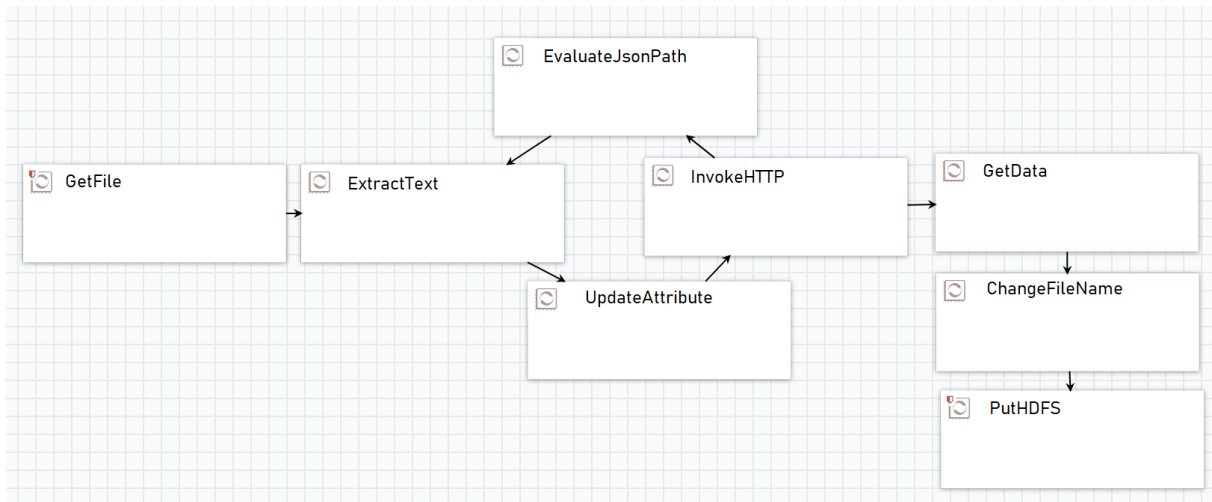 EvaluateJsonPath
GetFile
ExtractText
InvokeHTTP
GetData
UpdateAttribute
ChangeFileName
PutHDFS